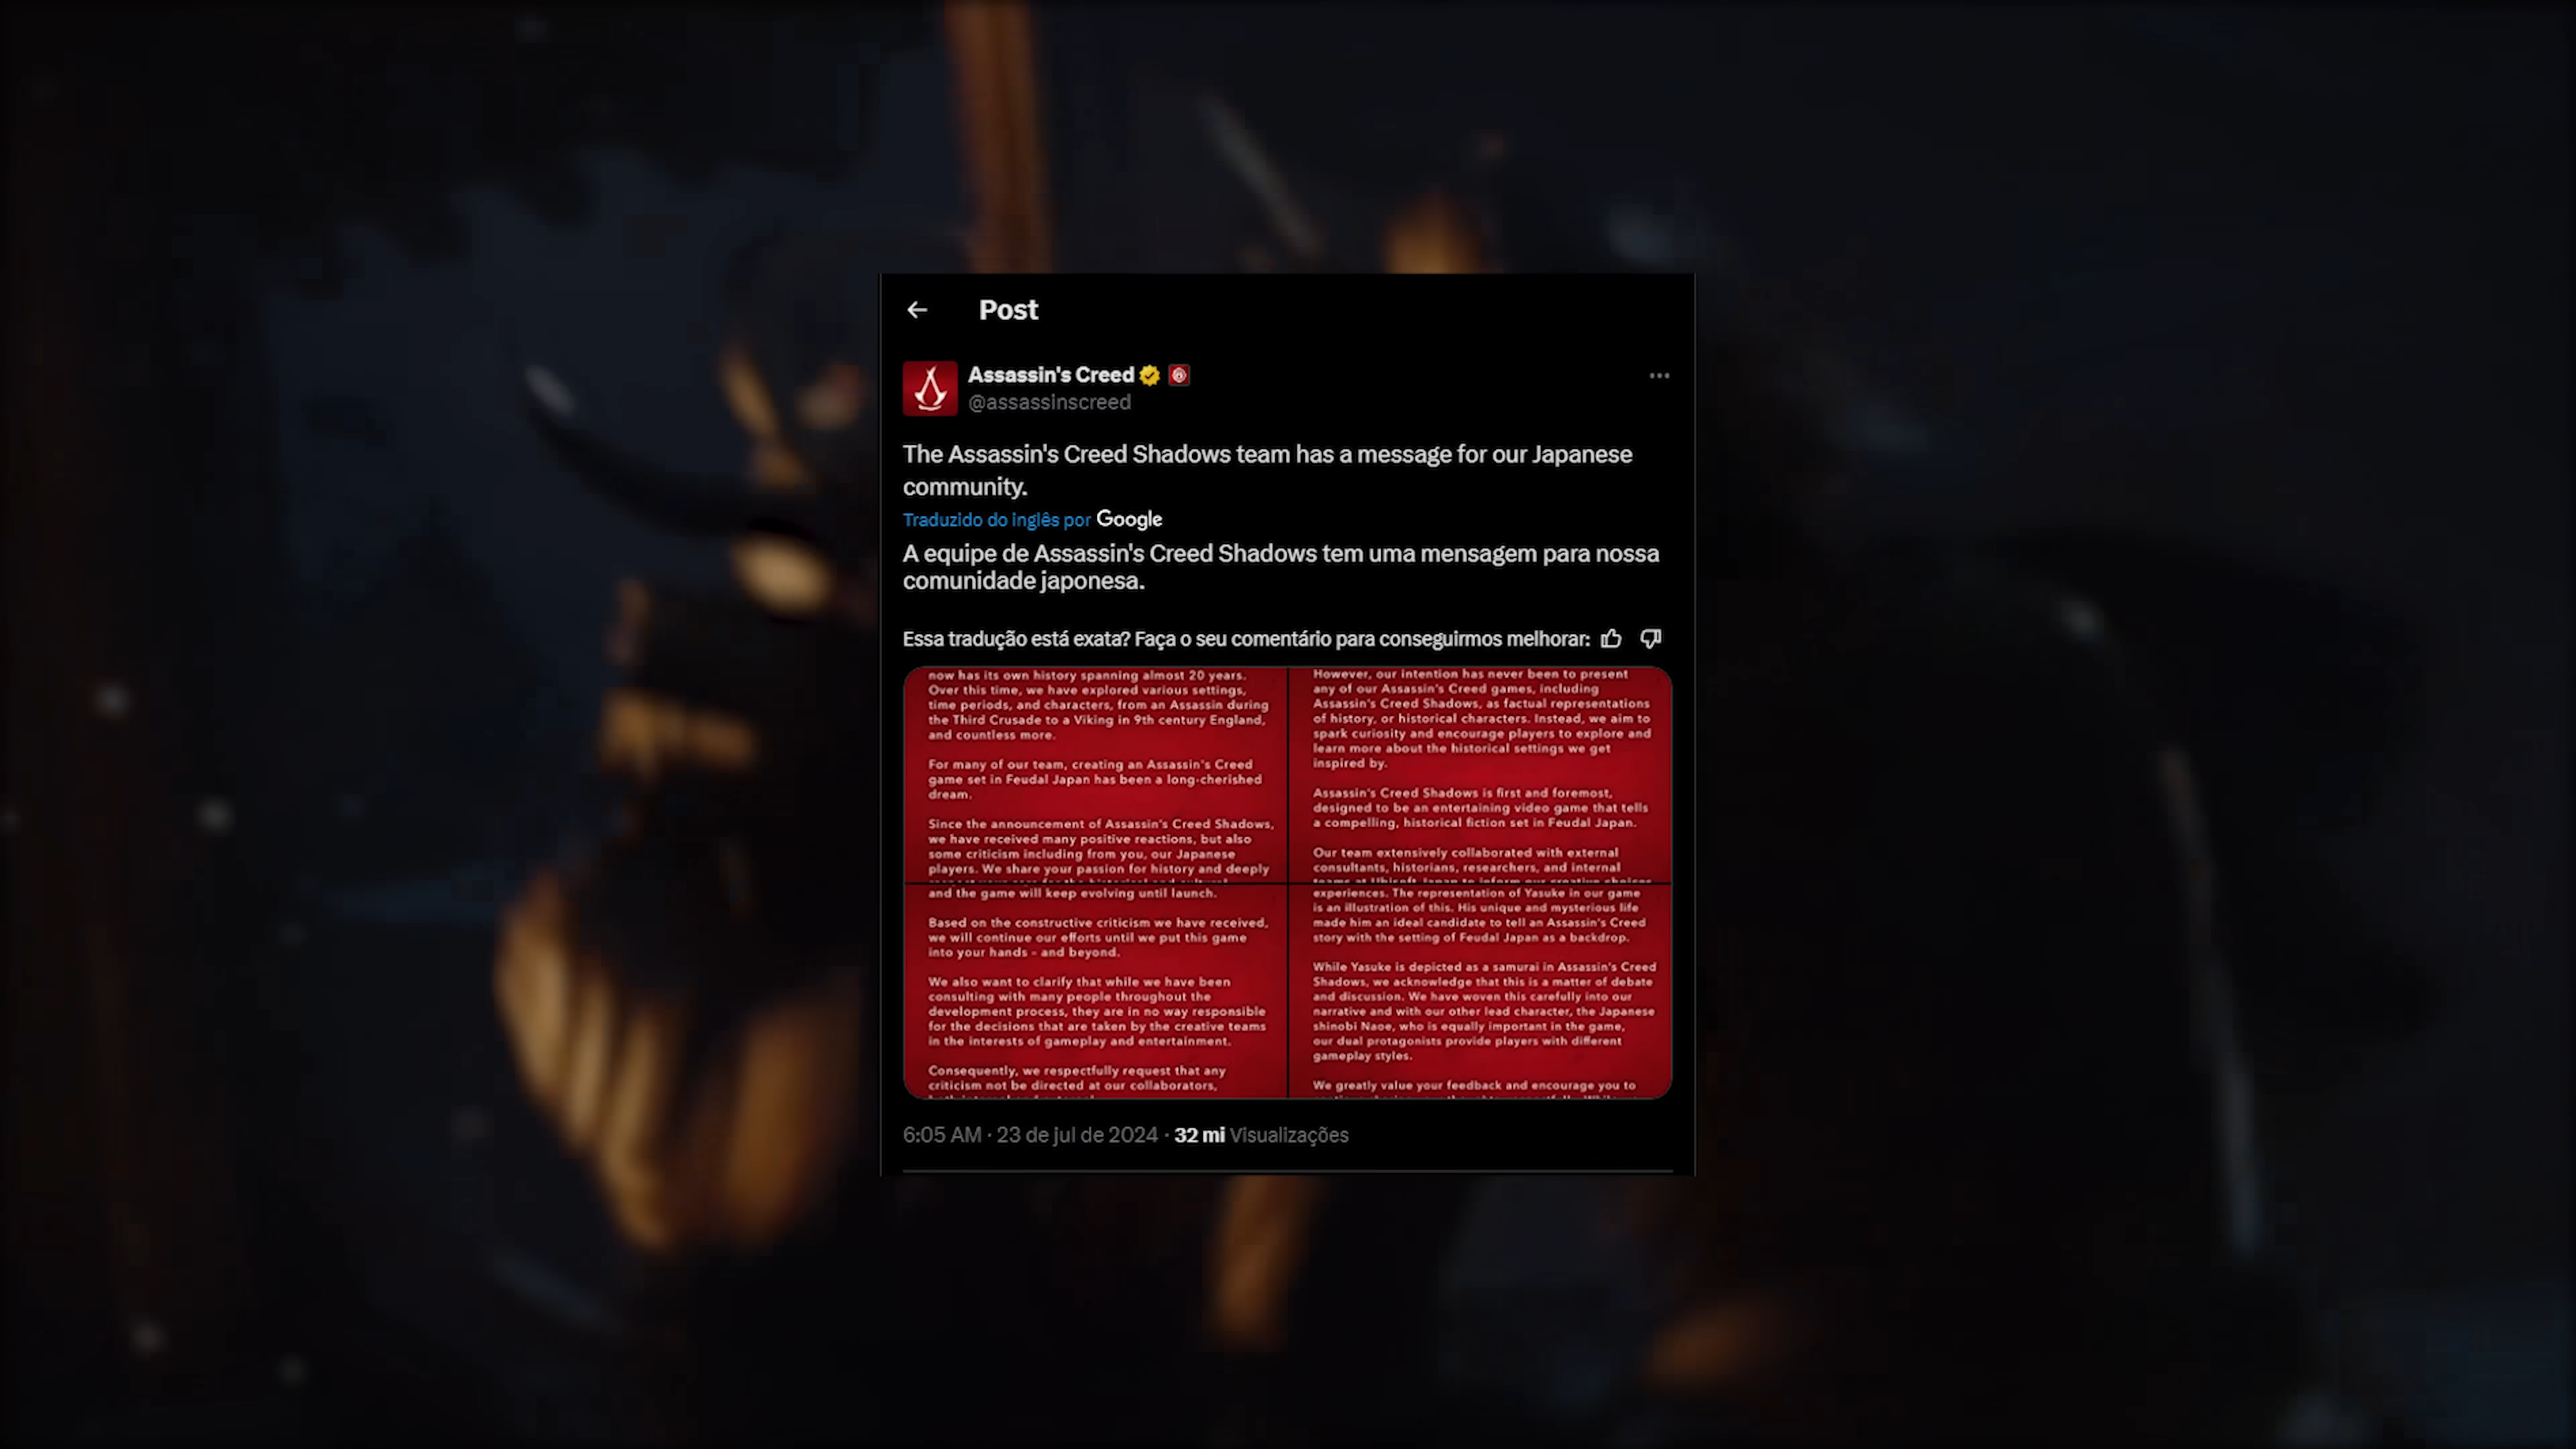 Post
Assassin's Creed
@assassinscreed
The Assassin's Creed Shadows team has a message for our Japanese
community.
Traduzido do inglês por Google
A equipe de Assassin's Creed Shadows tem uma mensagem para nossa
comunidade japonesa.
Essa tradução está exata? Faça o seu comentário para conseguirmos melhorar:
now has its own history spanning almost 20 years.
Over this time, we have explored various settings,
time periods, and characters, from an Assassin during
the Third Crusade to a Viking in 9th century England,
and countless more.
For many of our team, creating an Assassin's Creed
game set in Feudal Japan has been a long-cherished
dream.
Since the announcement of Assassin's Creed Shadows,
we have received many positive reactions, but also
some criticism including from you, our Japanese
players. We share your passion for history and deeply
However, our intention has never been to present
any of our Assassin's Creed games, including
Assassin's Creed Shadows, as factual representations
of history, or historical characters. Instead, we aim to
spark curiosity and encourage players to explore and
learn more about the historical settings we get
inspired by.
Assassin's Creed Shadows is first and foremost,
designed to be an entertaining video game that tells
a compelling, historical fiction set in Feudal Japan.
Our team extensively collaborated with external
consultants, historians, researchers, and internal
and the game will keep evolving until launch.
Based on the constructive criticism we have received,
we will continue our efforts until we put this game
into your hands - and beyond.
We also want to clarify that while we have been
consulting with many people throughout the
development process, they are in no way responsible
for the decisions that are taken by the creative teams
in the interests of gameplay and entertainment.
Consequently, we respectfully request that any
criticism not be directed at our collaborators,
experiences. The representation of Yasuke in our game
is an illustration of this. His unique and mysterious life
made him an ideal candidate to tell an Assassin's Creed
story with the setting of Feudal Japan as a backdrop.
While Yasuke is depicted as a samurai in Assassin's Creed
Shadows, we acknowledge that this is a matter of debate
and discussion. We have woven this carefully into our
narrative and with our other lead character, the Japanese
shinobi Naoe, who is equally important in the game,
our dual protagonists provide players with different
gameplay styles.
We greatly value your feedback and encourage you to
6:05 AM · 23 de jul de 2024 · 32 mi Visualizações